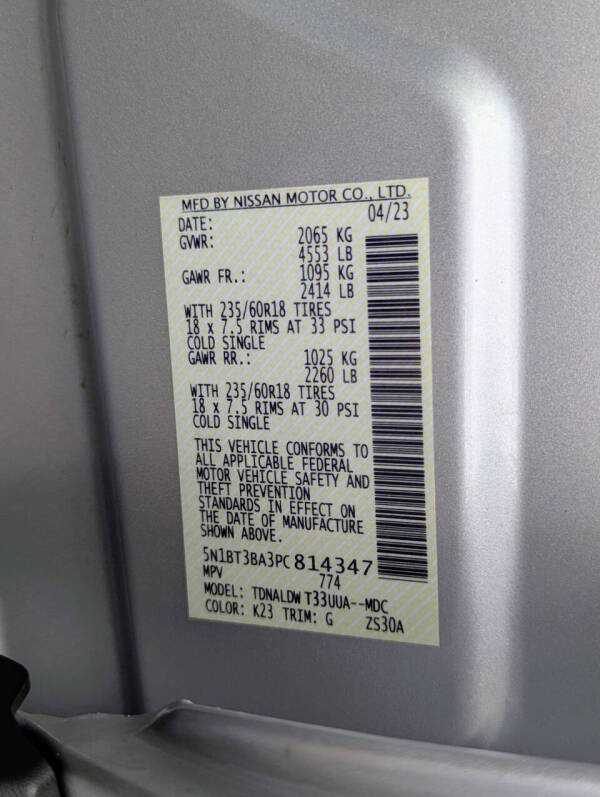 MFD BY NISSAN MOTOR CO., LTD.
DATE: 04/23
GVWR: 2065 KG
4553 LB
GAWR FR.: 1095 KG
2414 LB
WITH 235/60R18 TIRES
18 x 7.5 RIMS AT 33 PSI
COLD SINGLE
GAWR RR.: 1025 KG
2260 LB
WITH 235/60R18 TIRES
18 x 7.5 RIMS AT 30 PSI
COLD SINGLE
THIS VEHICLE CONFORMS TO
ALL APPLICABLE FEDERAL
MOTOR VEHICLE SAFETY AND
THEFT PREVENTION
STANDARDS IN EFFECT ON
THE DATE OF MANUFACTURE
SHOWN ABOVE.
5N1BT3BA3PC814347
MPV 774
MODEL: TDNALDW T33UUA--MDC
COLOR: K23 TRIM: G ZS30A